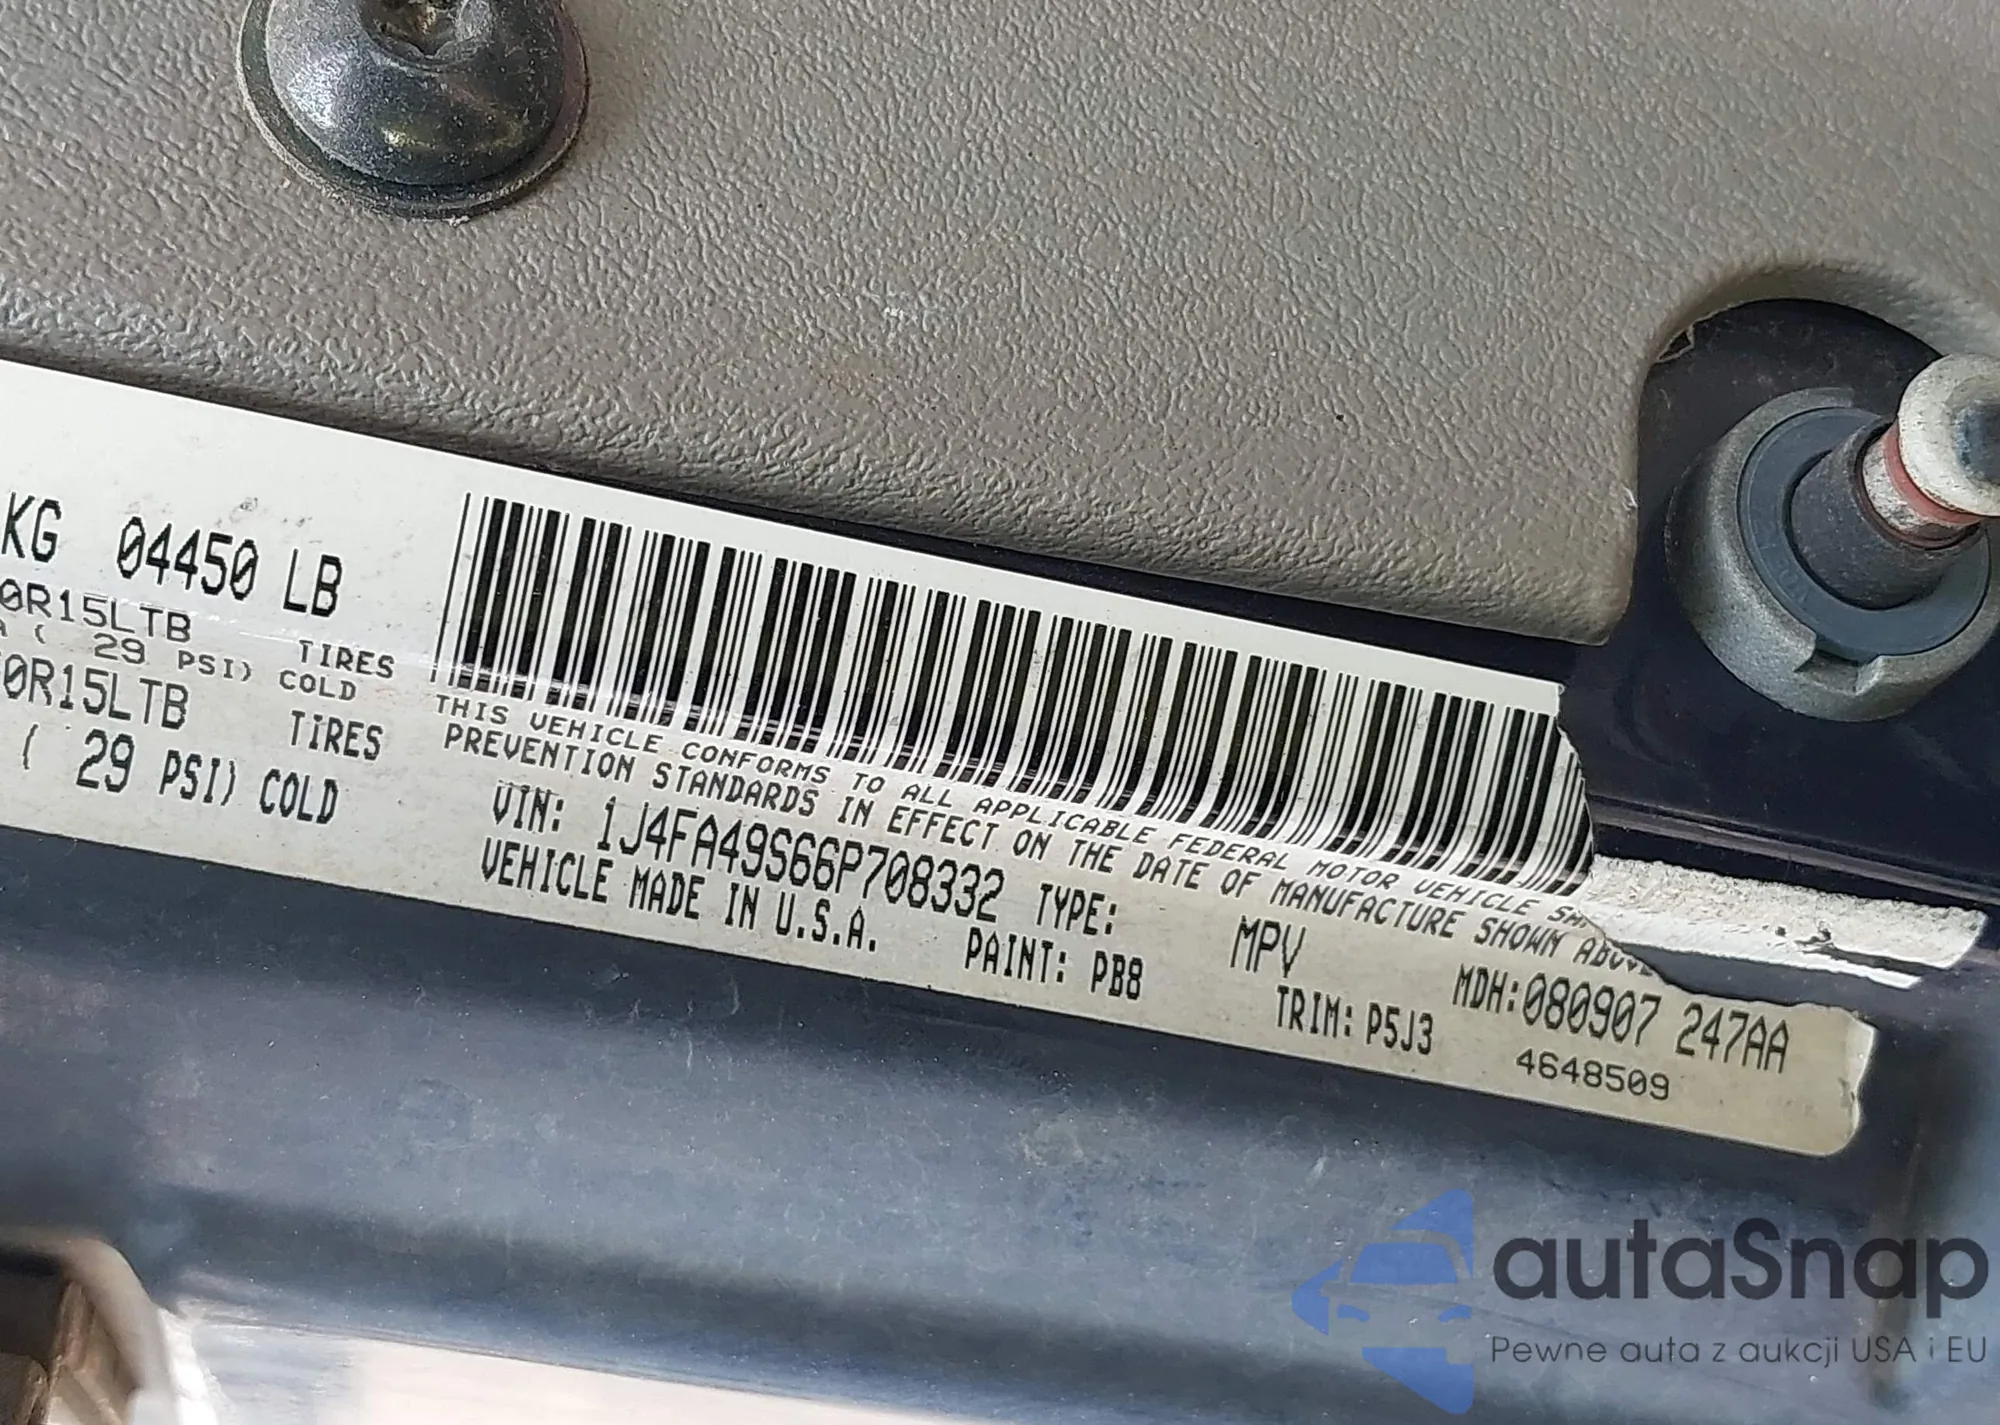 KG 04450 LB
0R15LTB TIRES
( 29 PSI) COLD
0R15LTB TIRES
( 29 PSI) COLD
THIS VEHICLE CONFORMS TO ALL APPLICABLE FEDERAL MOTOR VEHICLE
PREVENTION STANDARDS IN EFFECT ON THE DATE OF MANUFACTURE SHOWN
VIN: 1J4FA49S66P708332 TYPE: MPV MDH:080907 247AA
VEHICLE MADE IN U.S.A. PAINT: PB8 TRIM: P5J3 4648509
autaSnap
Pewne auta z aukcji USA i EU